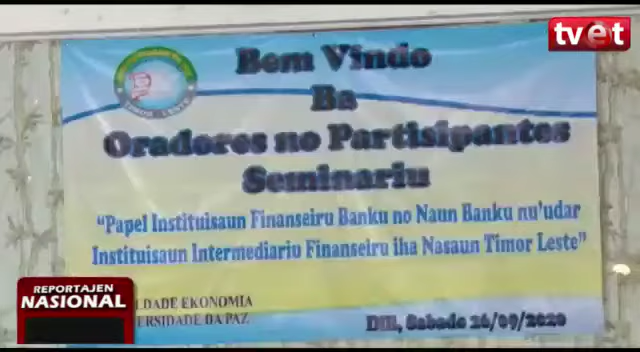 tvet
Bem Vindo
Ba
Oradores no Partisipantes
Seminariu
“Papel Instituisaun Finanseiru Banku no Naun Banku nu’udar
Instituisaun Intermediariu Finanseiru iha Nasaun Timor Leste”
REPORTAJEN
NASIONAL
LDADE EKONOMIA
ERSIDADE DA PAZ
Dili, Sabado 26/09/2020